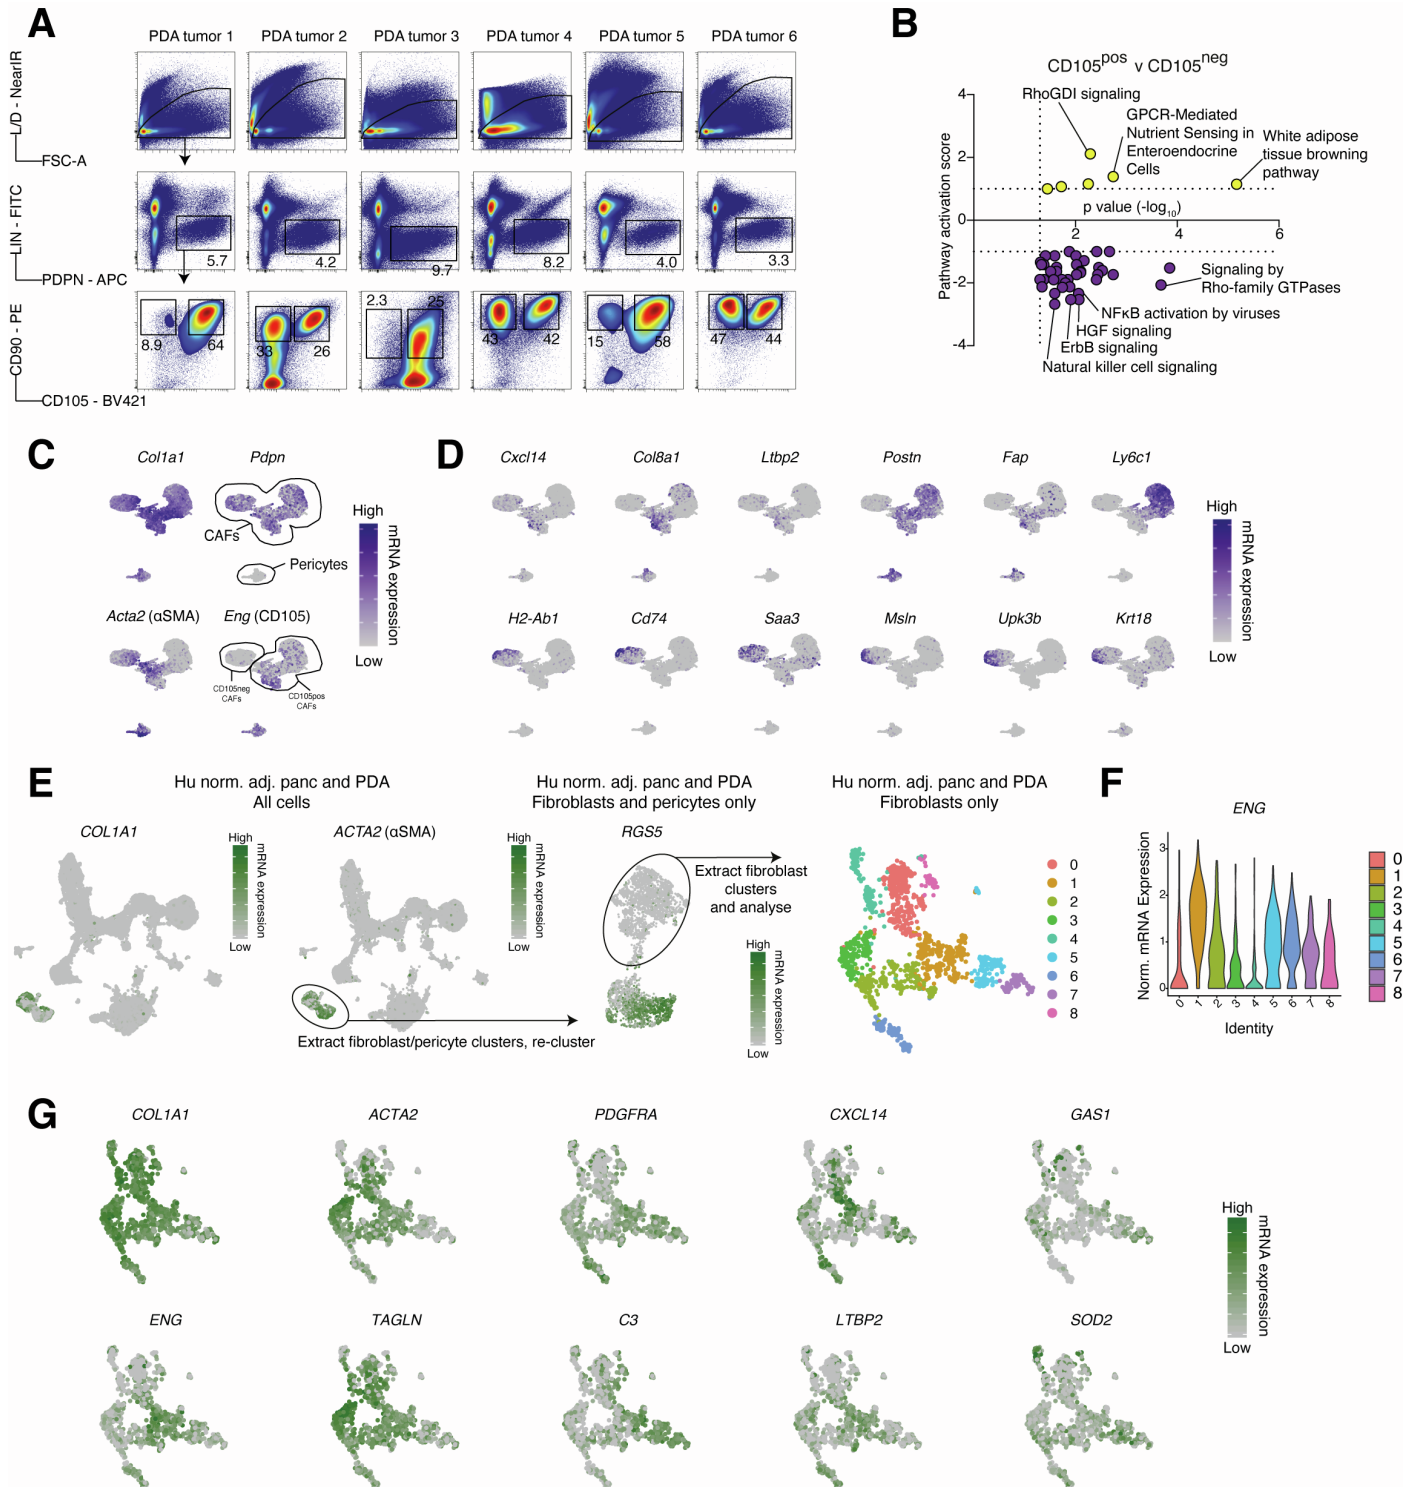 A
PDA tumor 1
PDA tumor 2
PDA tumor 3
PDA tumor 4
PDA tumor 5
PDA tumor 6
L/D - NearIR
FSC-A
LIN - FITC
PDPN - APC
5.7
4.2
9.7
8.2
4.0
3.3
CD90 - PE
CD105 - BV421
8.9
64
33
26
2.3
25
43
42
15
58
47
44
B
CD105pos v CD105neg
RhoGDI signaling
GPCR-Mediated
Nutrient Sensing in
Enteroendocrine
Cells
White adipose
tissue browning
pathway
Pathway activation score
4
2
0
-2
-4
p value (-log10)
2
4
6
Signaling by
Rho-family GTPases
NFκB activation by viruses
HGF signaling
ErbB signaling
Natural killer cell signaling
C
Col1a1
Pdpn
CAFs
Pericytes
High
mRNA expression
Low
Acta2 (αSMA)
Eng (CD105)
CD105neg
CAFs
CD105pos
CAFs
D
Cxcl14
Col8a1
Ltbp2
Postn
Fap
Ly6c1
H2-Ab1
Cd74
Saa3
Msln
Upk3b
Krt18
High
mRNA expression
Low
E
Hu norm. adj. panc and PDA
All cells
Hu norm. adj. panc and PDA
Fibroblasts and pericytes only
Hu norm. adj. panc and PDA
Fibroblasts only
COL1A1
High
mRNA expression
Low
ACTA2 (αSMA)
High
mRNA expression
Low
RGS5
Extract fibroblast
clusters
and analyse
High
mRNA expression
Low
Extract fibroblast/pericyte clusters, re-cluster
0
1
2
3
4
5
6
7
8
F
ENG
Norm. mRNA Expression
3
2
1
0
0
1
2
3
4
5
6
7
8
Identity
0
1
2
3
4
5
6
7
8
G
COL1A1
ACTA2
PDGFRA
CXCL14
GAS1
ENG
TAGLN
C3
LTBP2
SOD2
High
mRNA expression
Low